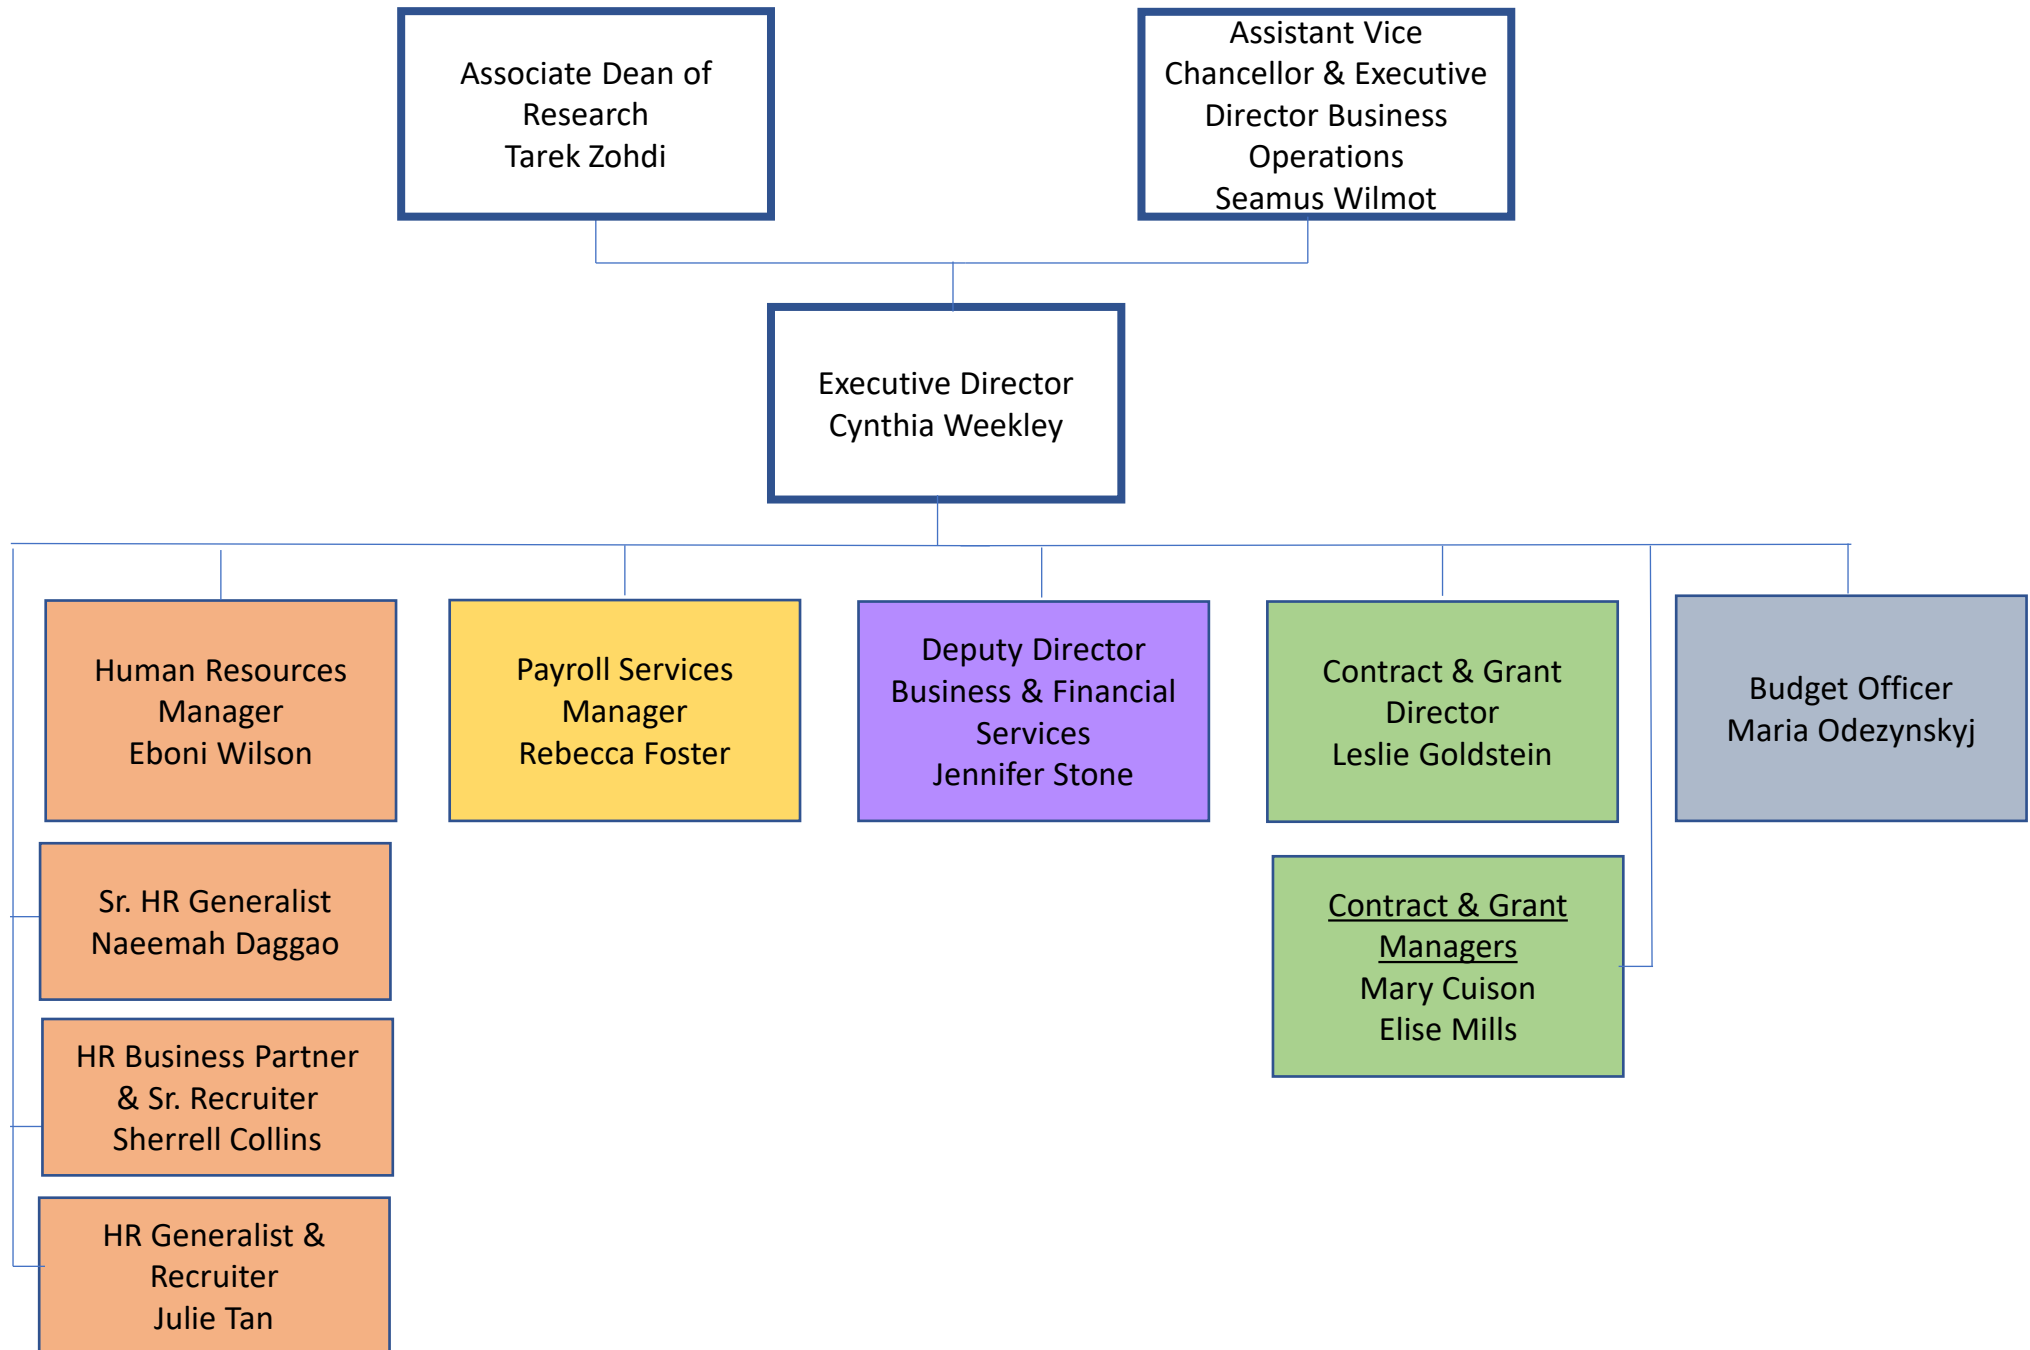 Associate Dean of
Research
Tarek Zohdi
Assistant Vice
Chancellor & Executive
Director Business
Operations
Seamus Wilmot
Executive Director
Cynthia Weekley
Human Resources
Manager
Eboni Wilson
Payroll Services
Manager
Rebecca Foster
Deputy Director
Business & Financial
Services
Jennifer Stone
Contract & Grant
Director
Leslie Goldstein
Budget Officer
Maria Odezynskyj
Sr. HR Generalist
Naeemah Daggao
HR Business Partner
& Sr. Recruiter
Sherrell Collins
HR Generalist &
Recruiter
Julie Tan
Contract & Grant
Managers
Mary Cuison
Elise Mills